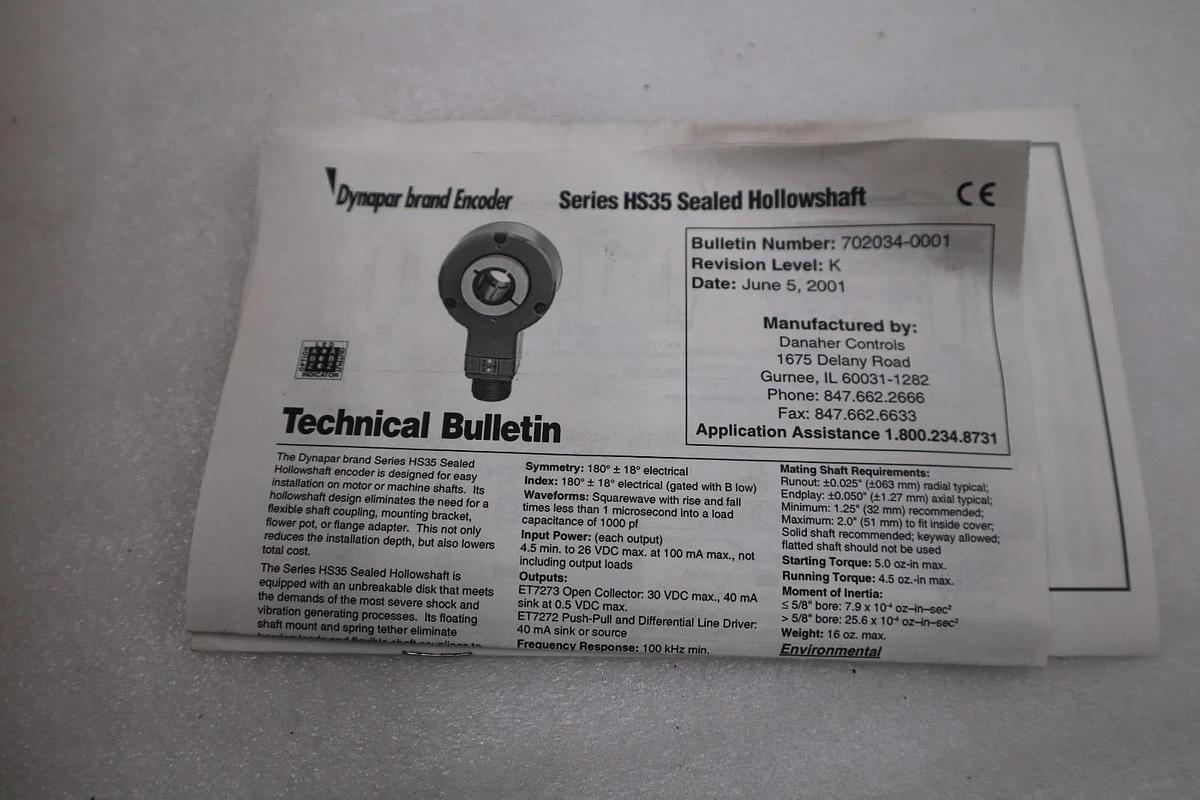 Dynapar brand Encoder
Series HS35 Sealed Hollowshaft
CE
Bulletin Number: 702034-0001
Revision Level: K
Date: June 5, 2001
Manufactured by:
Danaher Controls
1675 Delany Road
Gurnee, IL 60031-1282
Phone: 847.662.2666
Fax: 847.662.6633
Application Assistance 1.800.234.8731
LED
INDICATOR
Technical Bulletin
The Dynapar brand Series HS35 Sealed
Hollowshaft encoder is designed for easy
installation on motor or machine shafts. Its
hollowshaft design eliminates the need for a
flexible shaft coupling, mounting bracket,
flower pot, or flange adapter. This not only
reduces the installation depth, but also lowers
total cost.
The Series HS35 Sealed Hollowshaft is
equipped with an unbreakable disk that meets
the demands of the most severe shock and
vibration generating processes. Its floating
shaft mount and spring tether eliminate
Symmetry: 180° ± 18° electrical
Index: 180° ± 18° electrical (gated with B low)
Waveforms: Squarewave with rise and fall
times less than 1 microsecond into a load
capacitance of 1000 pf
Input Power: (each output)
4.5 min. to 26 VDC max. at 100 mA max., not
including output loads
Outputs:
ET7273 Open Collector: 30 VDC max., 40 mA
sink at 0.5 VDC max.
ET7272 Push-Pull and Differential Line Driver:
40 mA sink or source
Frequency Response: 100 kHz min.
Mating Shaft Requirements:
Runout: ±0.025" (±063 mm) radial typical;
Endplay: ±0.050" (±1.27 mm) axial typical;
Minimum: 1.25" (32 mm) recommended;
Maximum: 2.0" (51 mm) to fit inside cover;
Solid shaft recommended; keyway allowed;
flatted shaft should not be used
Starting Torque: 5.0 oz-in max.
Running Torque: 4.5 oz.-in max.
Moment of Inertia:
≤ 5/8" bore: 7.9 x 10⁻⁴ oz–in–sec²
> 5/8" bore: 25.6 x 10⁻⁴ oz–in–sec²
Weight: 16 oz. max.
Environmental